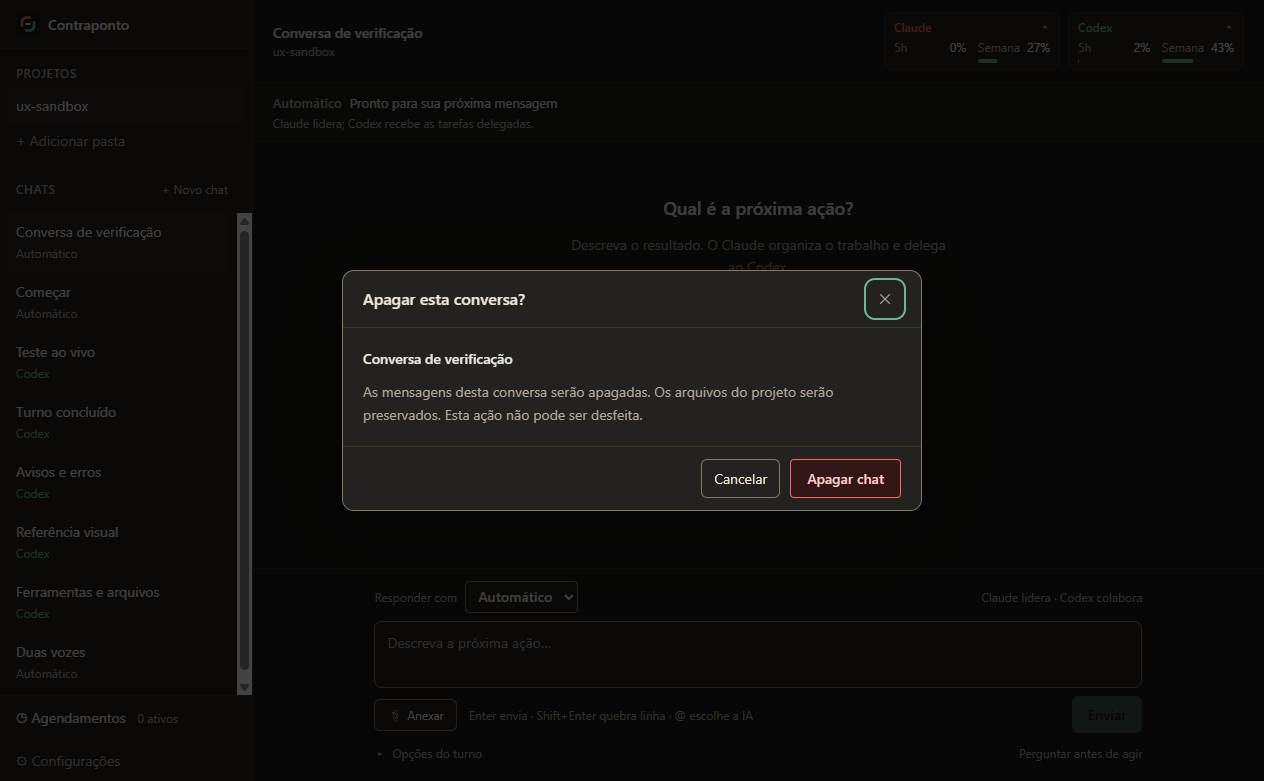 Contraponto
PROJETOS
ux-sandbox
+ Adicionar pasta
CHATS
+ Novo chat
Conversa de verificação
Automático
Começar
Automático
Teste ao vivo
Codex
Turno concluído
Codex
Avisos e erros
Codex
Referência visual
Codex
Ferramentas e arquivos
Codex
Duas vozes
Automático
Agendamentos 0 ativos
Configurações
Conversa de verificação
ux-sandbox
Claude
5h 0% Semana 27%
Codex
5h 2% Semana 43%
Automático Pronto para sua próxima mensagem
Claude lidera; Codex recebe as tarefas delegadas.
Qual é a próxima ação?
Descreva o resultado. O Claude organiza o trabalho e delega
ao Codex.
Apagar esta conversa?
Conversa de verificação
As mensagens desta conversa serão apagadas. Os arquivos do projeto serão
preservados. Esta ação não pode ser desfeita.
Cancelar
Apagar chat
Responder com Automático
Claude lidera · Codex colabora
Descreva a próxima ação...
Anexar
Enter envia · Shift+Enter quebra linha · @ escolhe a IA
Enviar
Opções do turno
Perguntar antes de agir